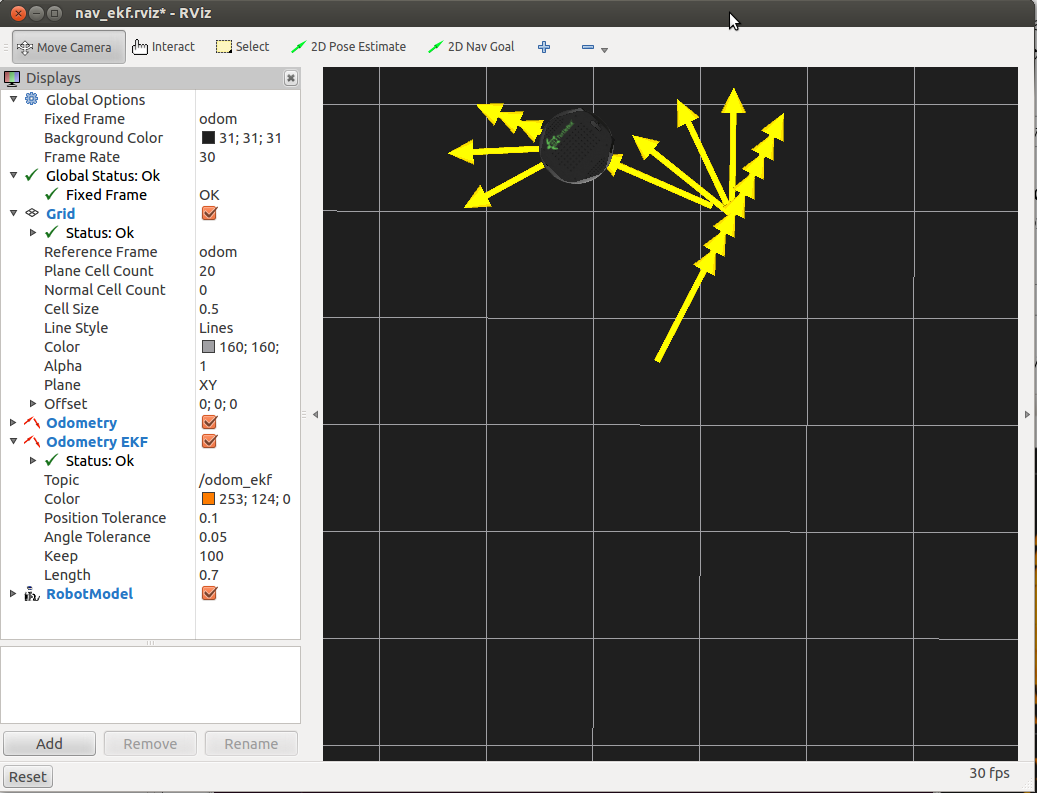 nav_ekf.rviz* - RViz
Move Camera Interact Select 2D Pose Estimate 2D Nav Goal
Displays
Global Options
Fixed Frame odom
Background Color 31; 31; 31
Frame Rate 30
Global Status: Ok
Fixed Frame OK
Grid
Status: Ok
Reference Frame odom
Plane Cell Count 20
Normal Cell Count 0
Cell Size 0.5
Line Style Lines
Color 160; 160;
Alpha 1
Plane XY
Offset 0; 0; 0
Odometry
Odometry EKF
Status: Ok
Topic /odom_ekf
Color 253; 124; 0
Position Tolerance 0.1
Angle Tolerance 0.05
Keep 100
Length 0.7
RobotModel
Add Remove Rename
Reset 30 fps